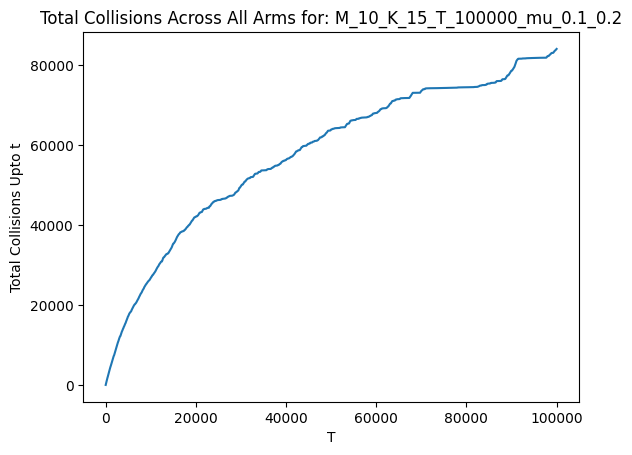 Total Collisions Across All Arms for: M_10_K_15_T_100000_mu_0.1_0.2
Total Collisions Upto t
80000
60000
40000
20000
0
0 20000 40000 60000 80000 100000
T